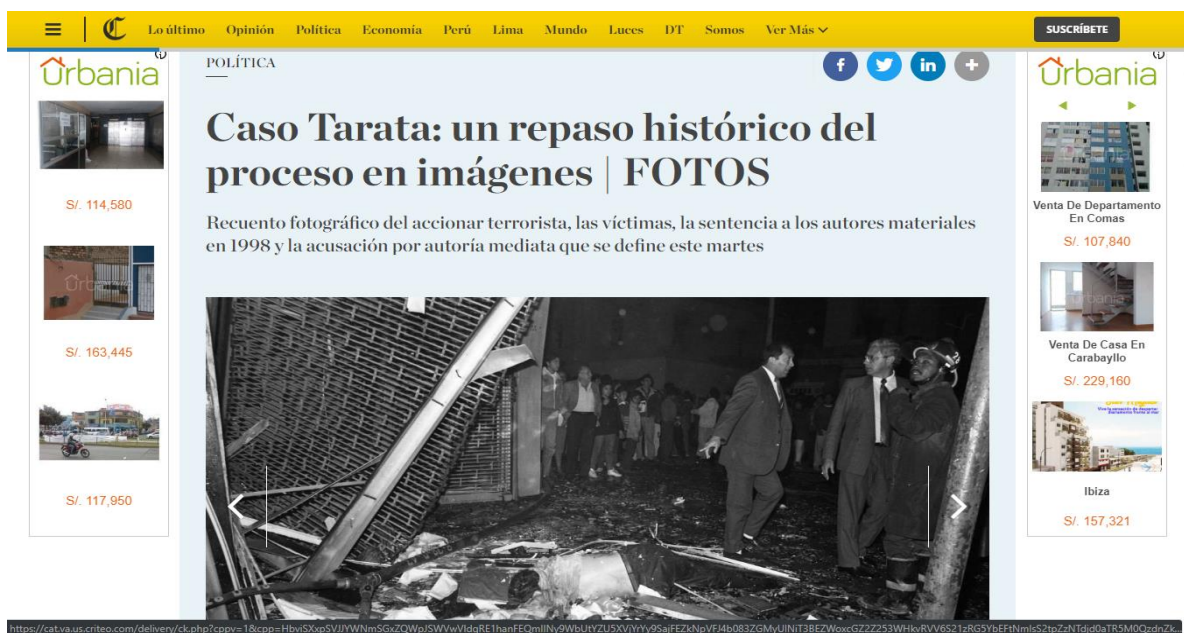 Lo último Opinión Política Economía Perú Lima Mundo Luces DT Somos Ver Más
SUSCRÍBETE
urbania
S/. 114,580
S/. 163,445
S/. 117,950
POLÍTICA
Caso Tarata: un repaso histórico del
proceso en imágenes | FOTOS
Recuento fotográfico del accionar terrorista, las víctimas, la sentencia a los autores materiales
en 1998 y la acusación por autoría mediata que se define este martes
urbania
Venta De Departamento
En Comas
S/. 107,840
Venta De Casa En
Carabayllo
S/. 229,160
Ibiza
S/. 157,321